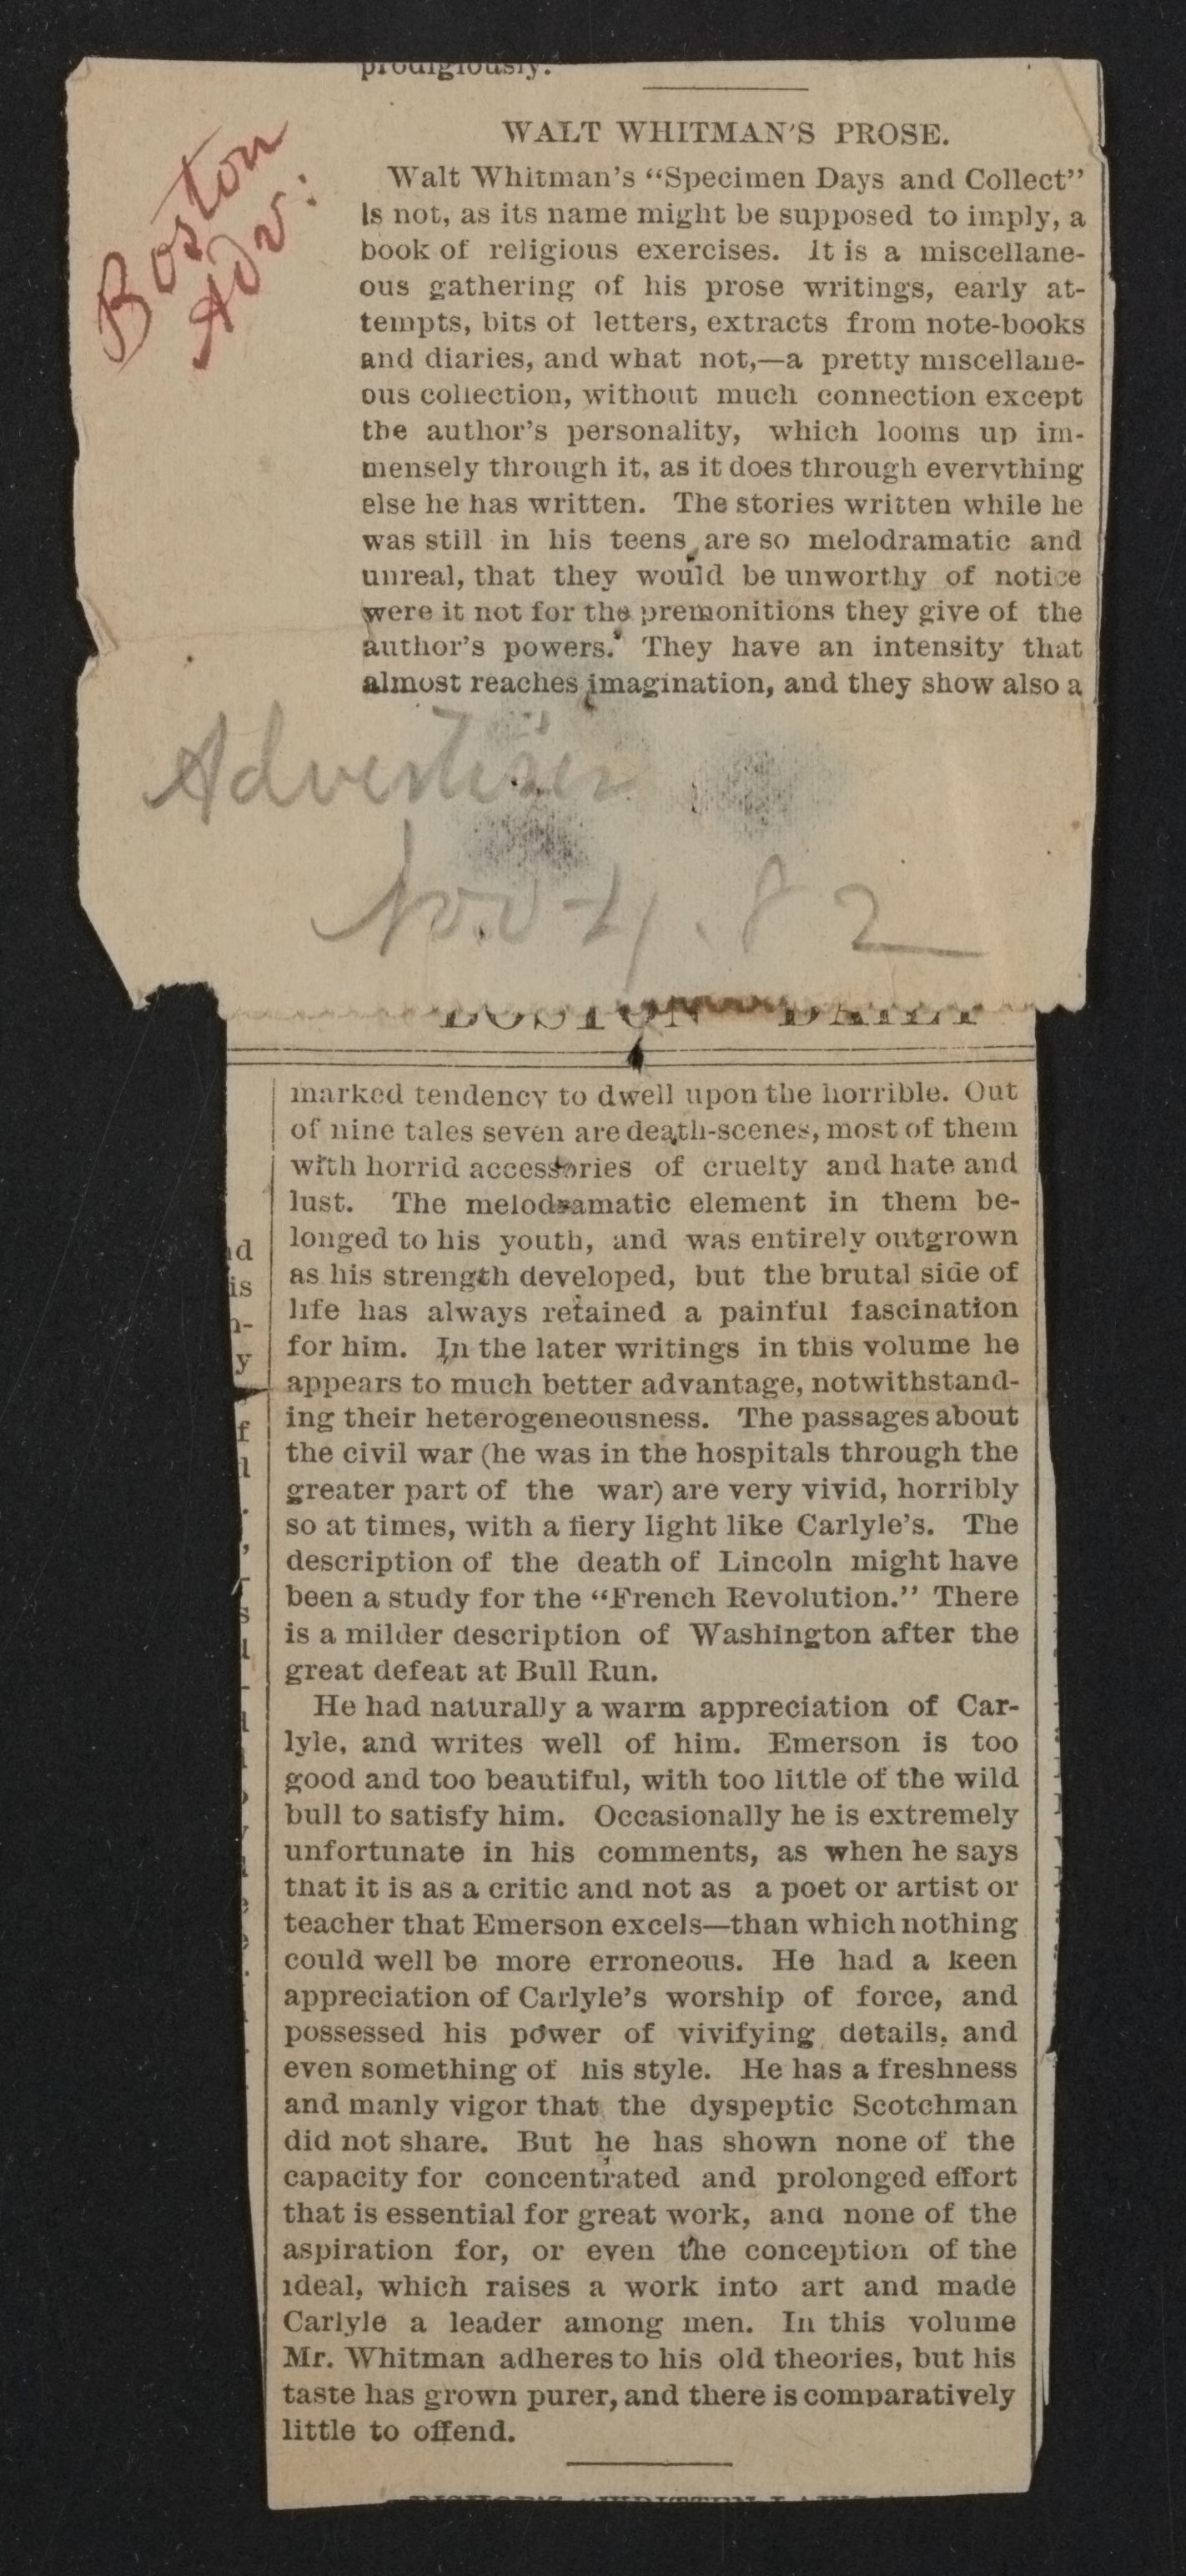 prodigiously.
Boston
Adv.
WALT WHITMAN'S PROSE.
Walt Whitman's “Specimen Days and Collect”
is not, as its name might be supposed to imply, a
book of religious exercises. It is a miscellane-
ous gathering of his prose writings, early at-
tempts, bits of letters, extracts from note-books
and diaries, and what not,—a pretty miscellane-
ous collection, without much connection except
the author's personality, which looms up im-
mensely through it, as it does through everything
else he has written. The stories written while he
was still in his teens are so melodramatic and
unreal, that they would be unworthy of notice
were it not for the premonitions they give of the
author's powers. They have an intensity that
almost reaches imagination, and they show also a
Advertiser
Nov 4. 82
BOSTON DAILY
marked tendency to dwell upon the horrible. Out
of nine tales seven are death-scenes, most of them
with horrid accessories of cruelty and hate and
lust. The melodramatic element in them be-
longed to his youth, and was entirely outgrown
as his strength developed, but the brutal side of
life has always retained a painful fascination
for him. In the later writings in this volume he
appears to much better advantage, notwithstand-
ing their heterogeneousness. The passages about
the civil war (he was in the hospitals through the
greater part of the war) are very vivid, horribly
so at times, with a fiery light like Carlyle's. The
description of the death of Lincoln might have
been a study for the “French Revolution.” There
is a milder description of Washington after the
great defeat at Bull Run.
He had naturally a warm appreciation of Car-
lyle, and writes well of him. Emerson is too
good and too beautiful, with too little of the wild
bull to satisfy him. Occasionally he is extremely
unfortunate in his comments, as when he says
that it is as a critic and not as a poet or artist or
teacher that Emerson excels—than which nothing
could well be more erroneous. He had a keen
appreciation of Carlyle's worship of force, and
possessed his power of vivifying details, and
even something of his style. He has a freshness
and manly vigor that the dyspeptic Scotchman
did not share. But he has shown none of the
capacity for concentrated and prolonged effort
that is essential for great work, and none of the
aspiration for, or even the conception of the
ideal, which raises a work into art and made
Carlyle a leader among men. In this volume
Mr. Whitman adheres to his old theories, but his
taste has grown purer, and there is comparatively
little to offend.